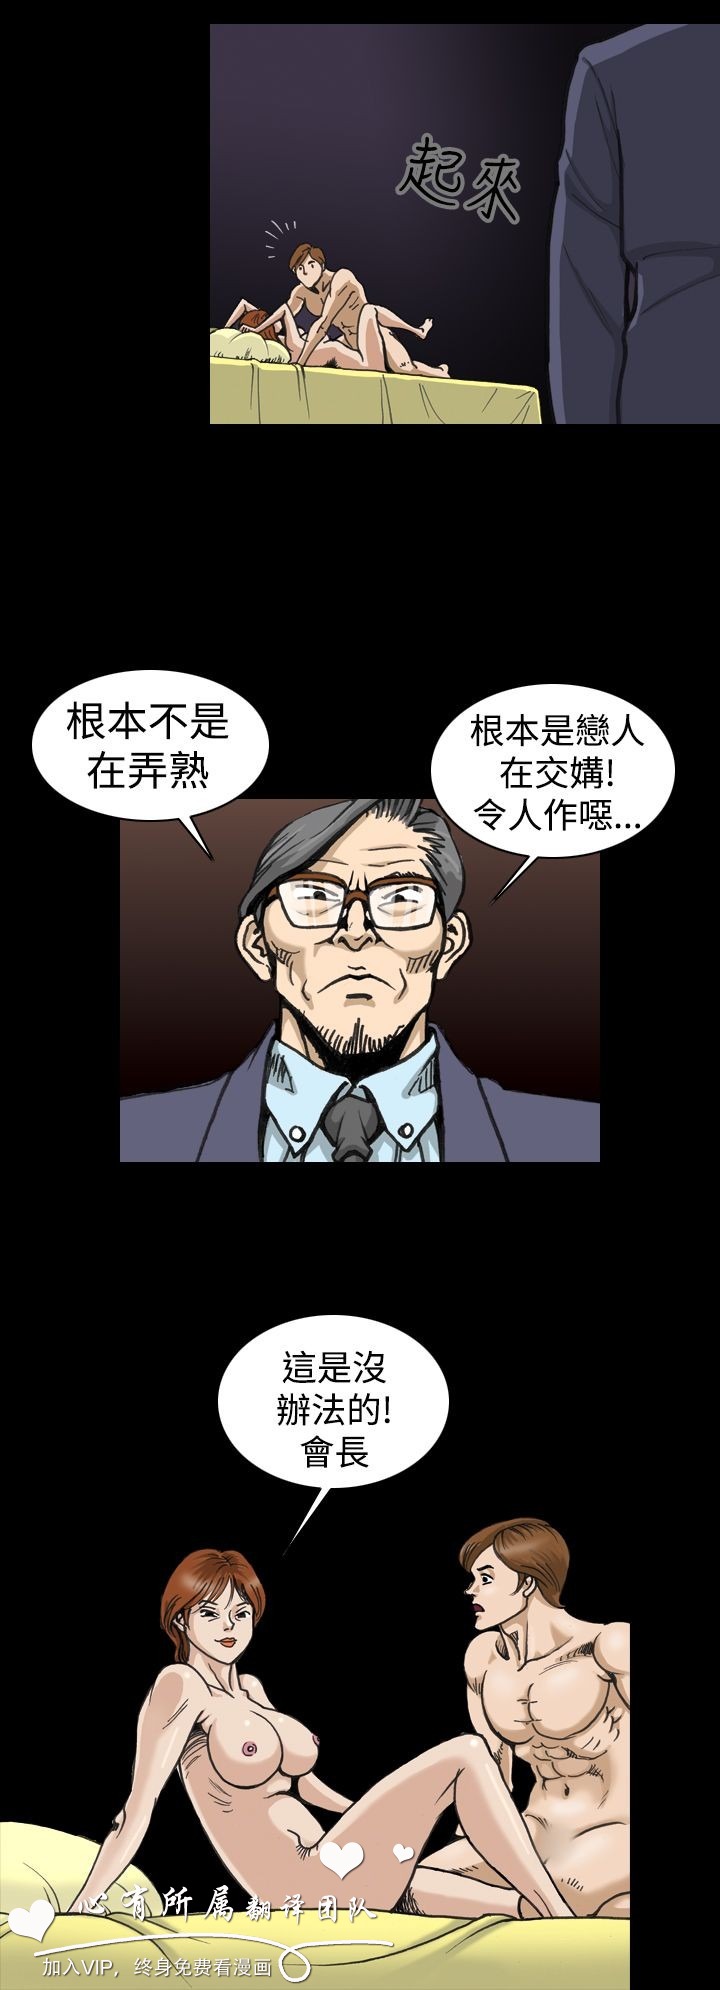 起來
根本不是
在弄熟
根本是戀人
在交媾!
令人作噁...
這是沒
辦法的!
會長
心有所属翻译团队
加入VIP，终身免费看漫画